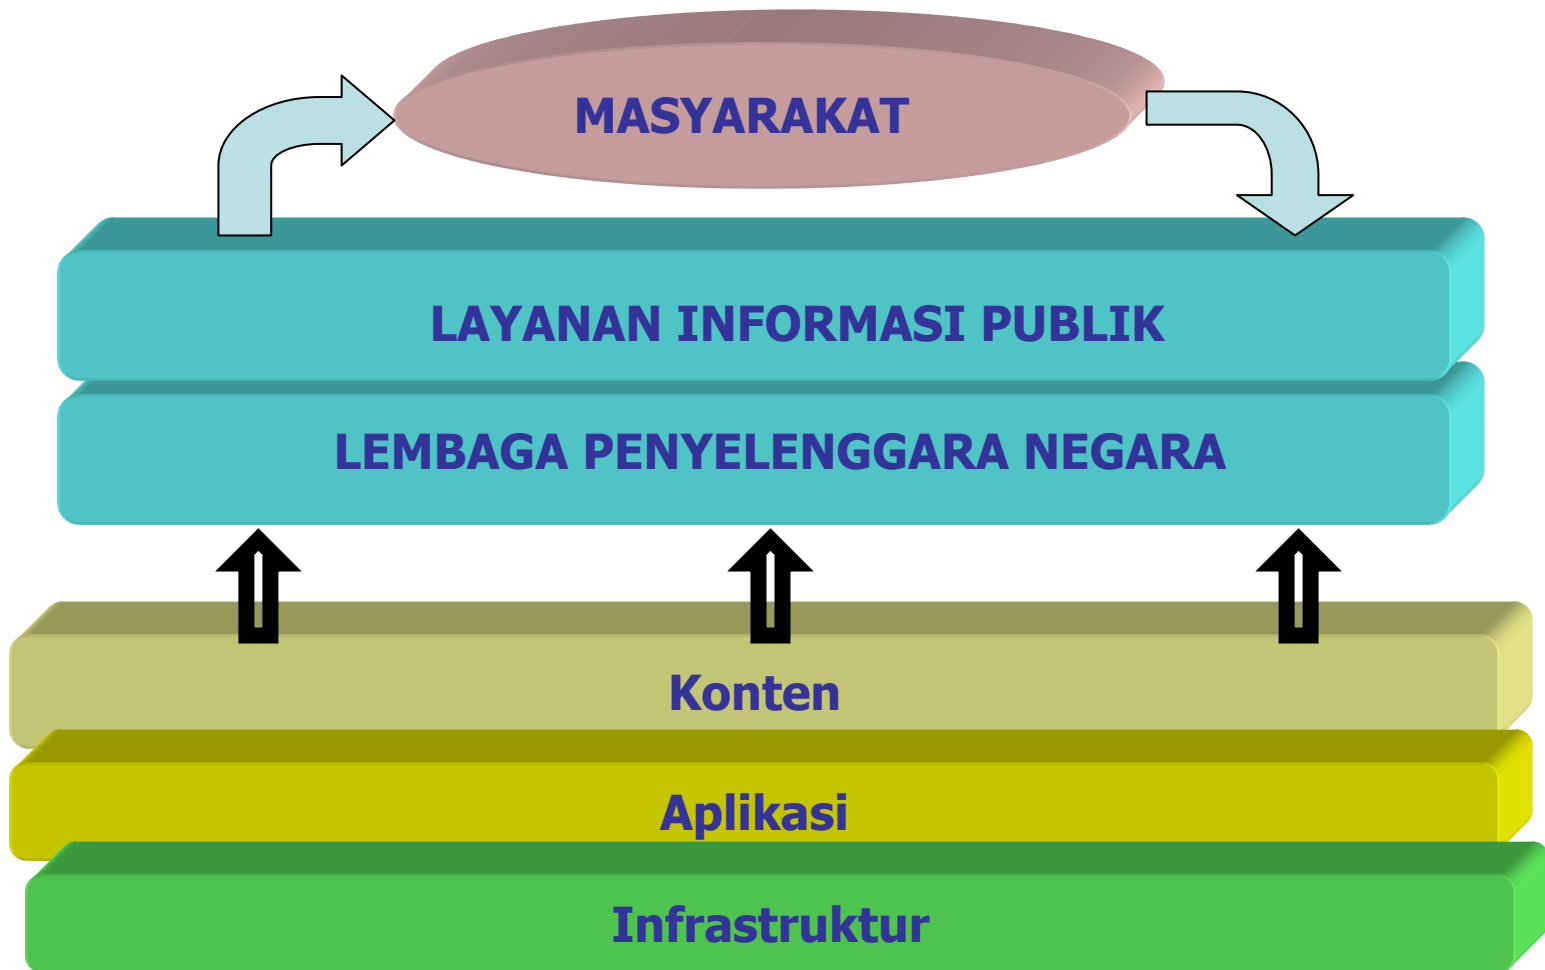 MASYARAKAT
LAYANAN INFORMASI PUBLIK
LEMBAGA PENYELENGGARA NEGARA
Konten
Aplikasi
Infrastruktur